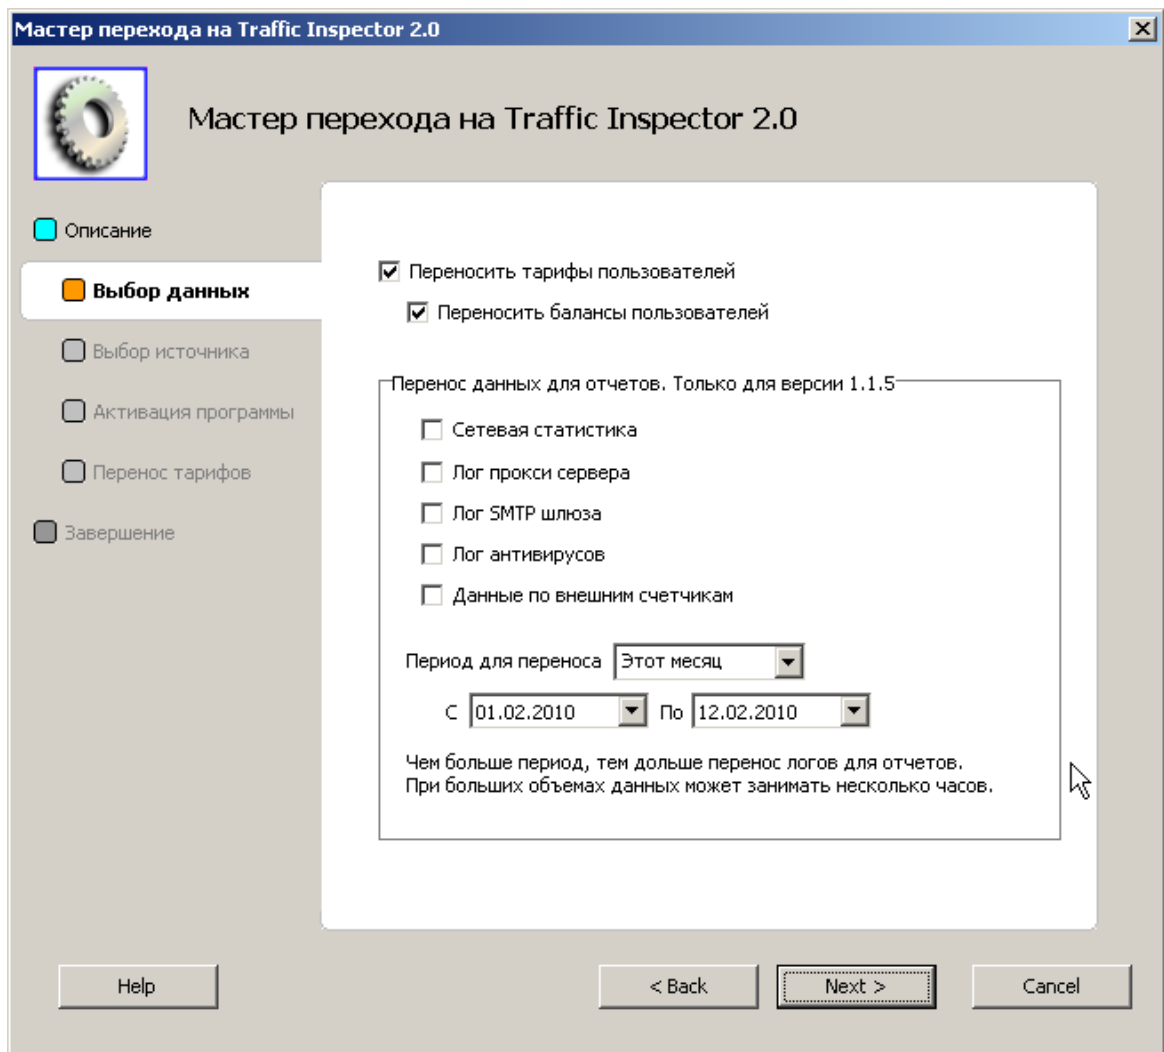 Мастер перехода на Traffic Inspector 2.0
Мастер перехода на Traffic Inspector 2.0
Описание
Выбор данных
Выбор источника
Активация программы
Перенос тарифов
Завершение
Переносить тарифы пользователей
Переносить балансы пользователей
Перенос данных для отчетов. Только для версии 1.1.5
Сетевая статистика
Лог прокси сервера
Лог SMTP шлюза
Лог антивирусов
Данные по внешним счетчикам
Период для переноса Этот месяц
С 01.02.2010 По 12.02.2010
Чем больше период, тем дольше перенос логов для отчетов.
При больших объемах данных может занимать несколько часов.
Help < Back Next > Cancel